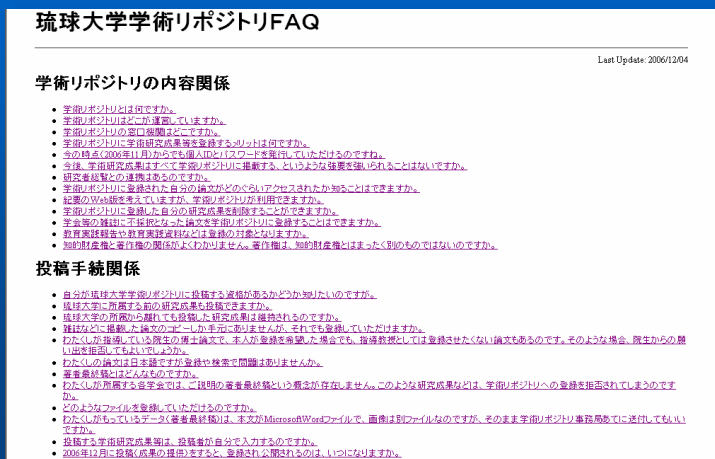 琉球大学学術リポジトリFAQ
Last Update: 2006/12/04
学術リポジトリの内容関係
学術リポジトリとは何ですか。
学術リポジトリはどこが運営していますか。
学術リポジトリの窓口機関はどこですか。
学術リポジトリに学術研究成果等を登録するメリットは何ですか。
今の時点(2006年11月)からでも個人IDとパスワードを発行していただけるのですね。
今後、学術研究成果はすべて学術リポジトリに掲載する、というような強要を強いられることはないですか。
研究者総覧との連携はあるのですか。
学術リポジトリに登録された自分の論文がどのぐらいアクセスされたか知ることはできますか。
紀要のWeb版を考えていますが、学術リポジトリが利用できますか。
学術リポジトリに登録した自分の研究成果を削除することができますか。
学会等の雑誌に不採択となった論文を学術リポジトリに登録することはできますか。
教育実践報告や教育実践資料などは登録の対象となりますか。
知的財産権と著作権の関係がよくわかりません。著作権は、知的財産権とはまったく別のものではないのですか。
投稿手続関係
自分が琉球大学学術リポジトリに投稿する資格があるかどうか知りたいのですが。
琉球大学に所属する前の研究成果も投稿できますか。
琉球大学の所属から離れても投稿した研究成果は維持されるのですか。
雑誌などに掲載した論文のコピーしか手元にありませんが、それでも登録していただけますか。
わたくしが指導している院生の博士論文で、本人が登録を希望した場合でも、指導教授としては登録させたくない論文もあるのです。そのような場合、院生からの願
い出を拒否してもよいでしょうか。
わたくしの論文は日本語ですが登録や検索で問題はありませんか。
著者最終稿とはどんなものですか。
わたくしが所属する各学会では、ご説明の著者最終稿という概念が存在しません。このような研究成果などは、学術リポジトリへの登録を拒否されてしまうのです
か。
どのようなファイルを登録していただけるのですか。
わたくしがもっているデータ(著者最終稿)は、本文がMicrosoftWordファイルで、画像は別ファイルなのですが、そのまま学術リポジトリ事務局あてに送付してもいい
ですか。
投稿する学術研究成果等は、投稿者が自分で入力するのですか。
2006年12月に投稿(成果の提供)をすると、登録され公開されるのは、いつになりますか。